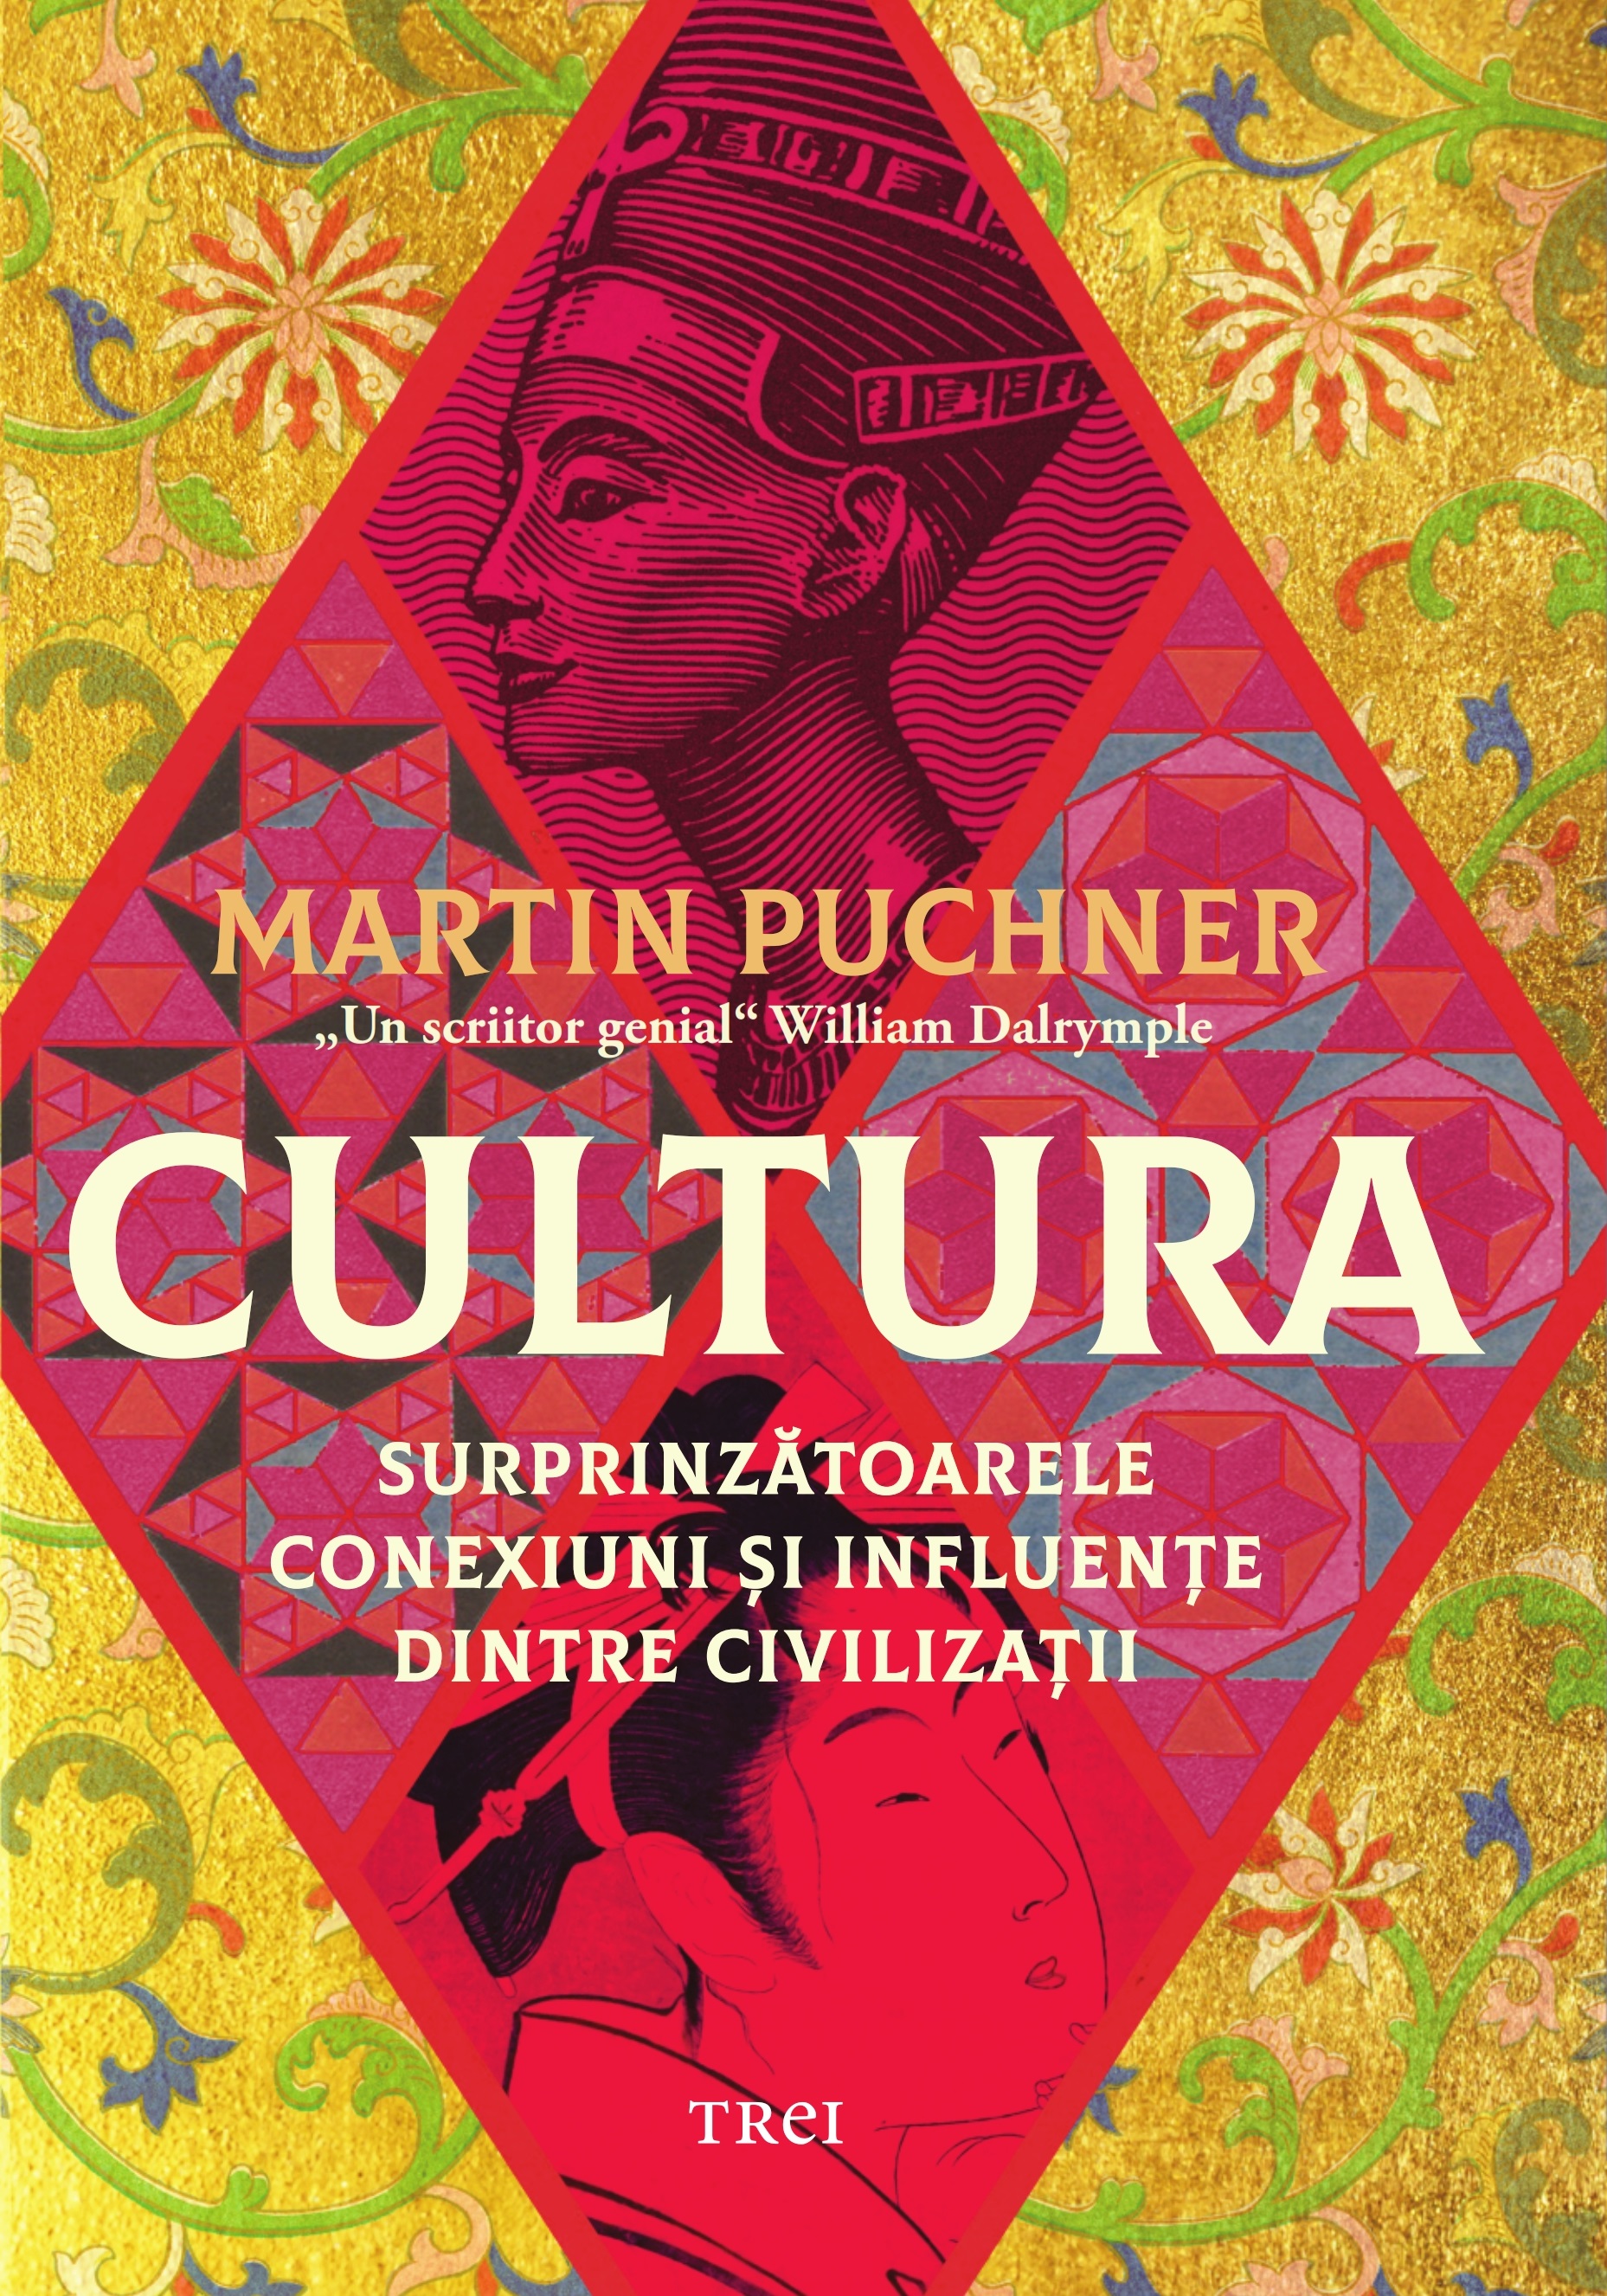 MARTIN PUCHNER
„Un scriitor genial“ William Dalrymple
CULTURA
SURPRINZĂTOARELE
CONEXIUNI ȘI INFLUENȚE
DINTRE CIVILIZAȚII
TREI